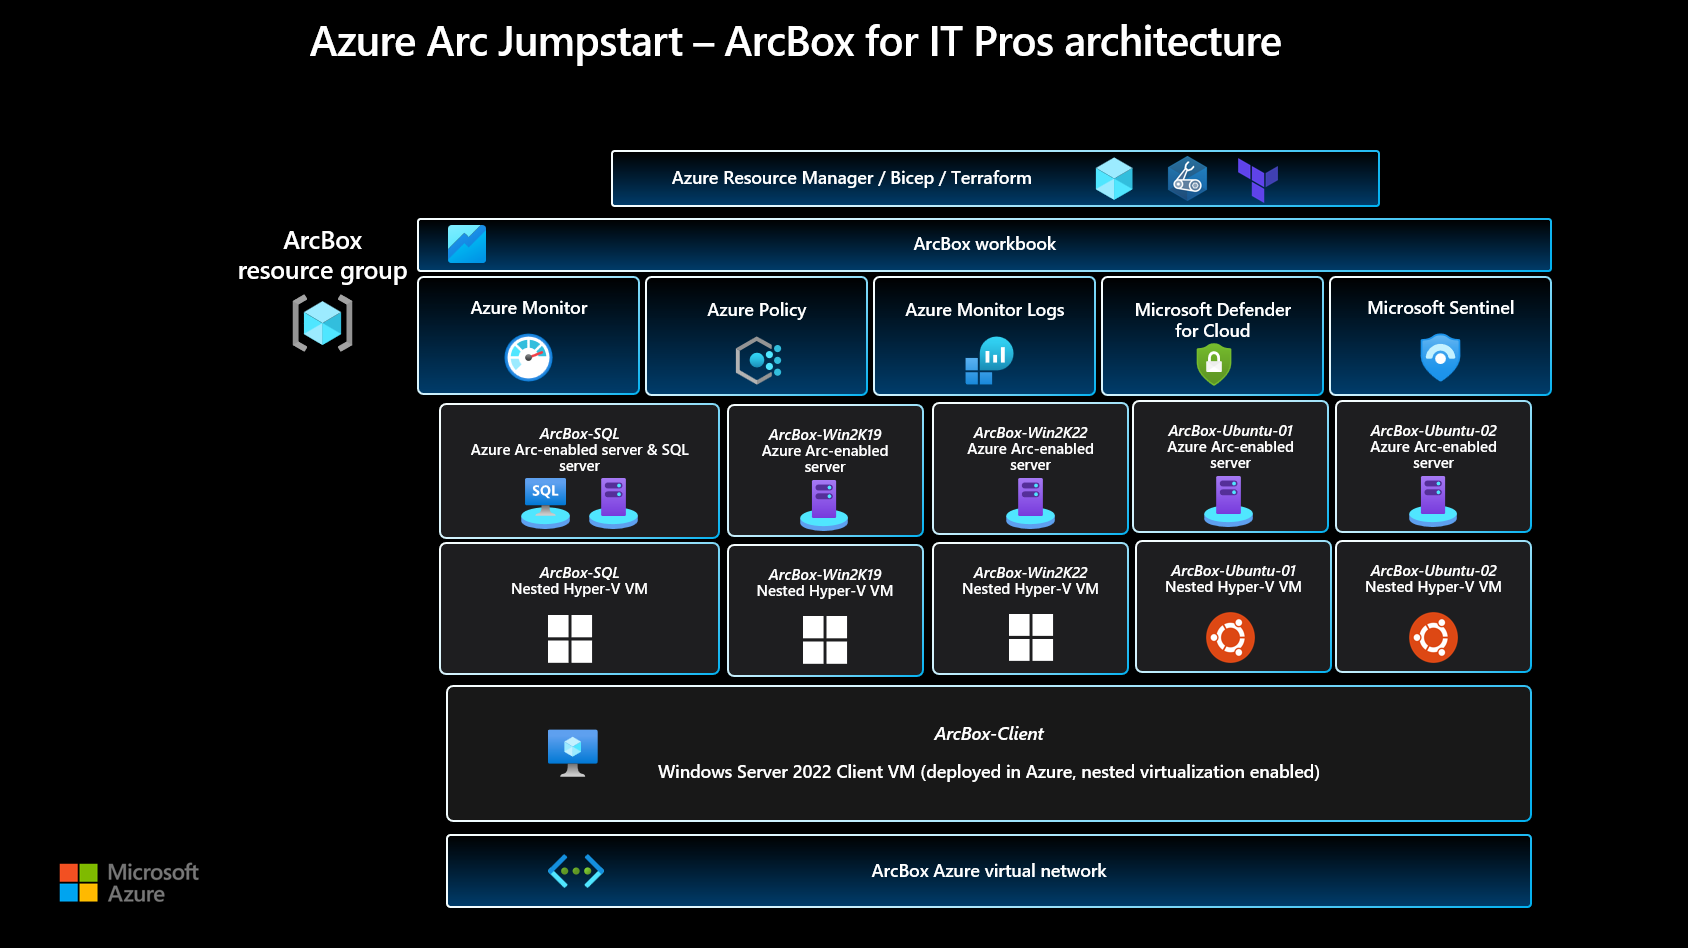 Azure Arc Jumpstart – ArcBox for IT Pros architecture
Azure Resource Manager / Bicep / Terraform
ArcBox
resource group
ArcBox workbook
Azure Monitor
Azure Policy
Azure Monitor Logs
Microsoft Defender
for Cloud
Microsoft Sentinel
ArcBox-SQL
Azure Arc-enabled server & SQL
server
SQL
ArcBox-Win2K19
Azure Arc-enabled
server
ArcBox-Win2K22
Azure Arc-enabled
server
ArcBox-Ubuntu-01
Azure Arc-enabled
server
ArcBox-Ubuntu-02
Azure Arc-enabled
server
ArcBox-SQL
Nested Hyper-V VM
ArcBox-Win2K19
Nested Hyper-V VM
ArcBox-Win2K22
Nested Hyper-V VM
ArcBox-Ubuntu-01
Nested Hyper-V VM
ArcBox-Ubuntu-02
Nested Hyper-V VM
ArcBox-Client
Windows Server 2022 Client VM (deployed in Azure, nested virtualization enabled)
ArcBox Azure virtual network
Microsoft
Azure